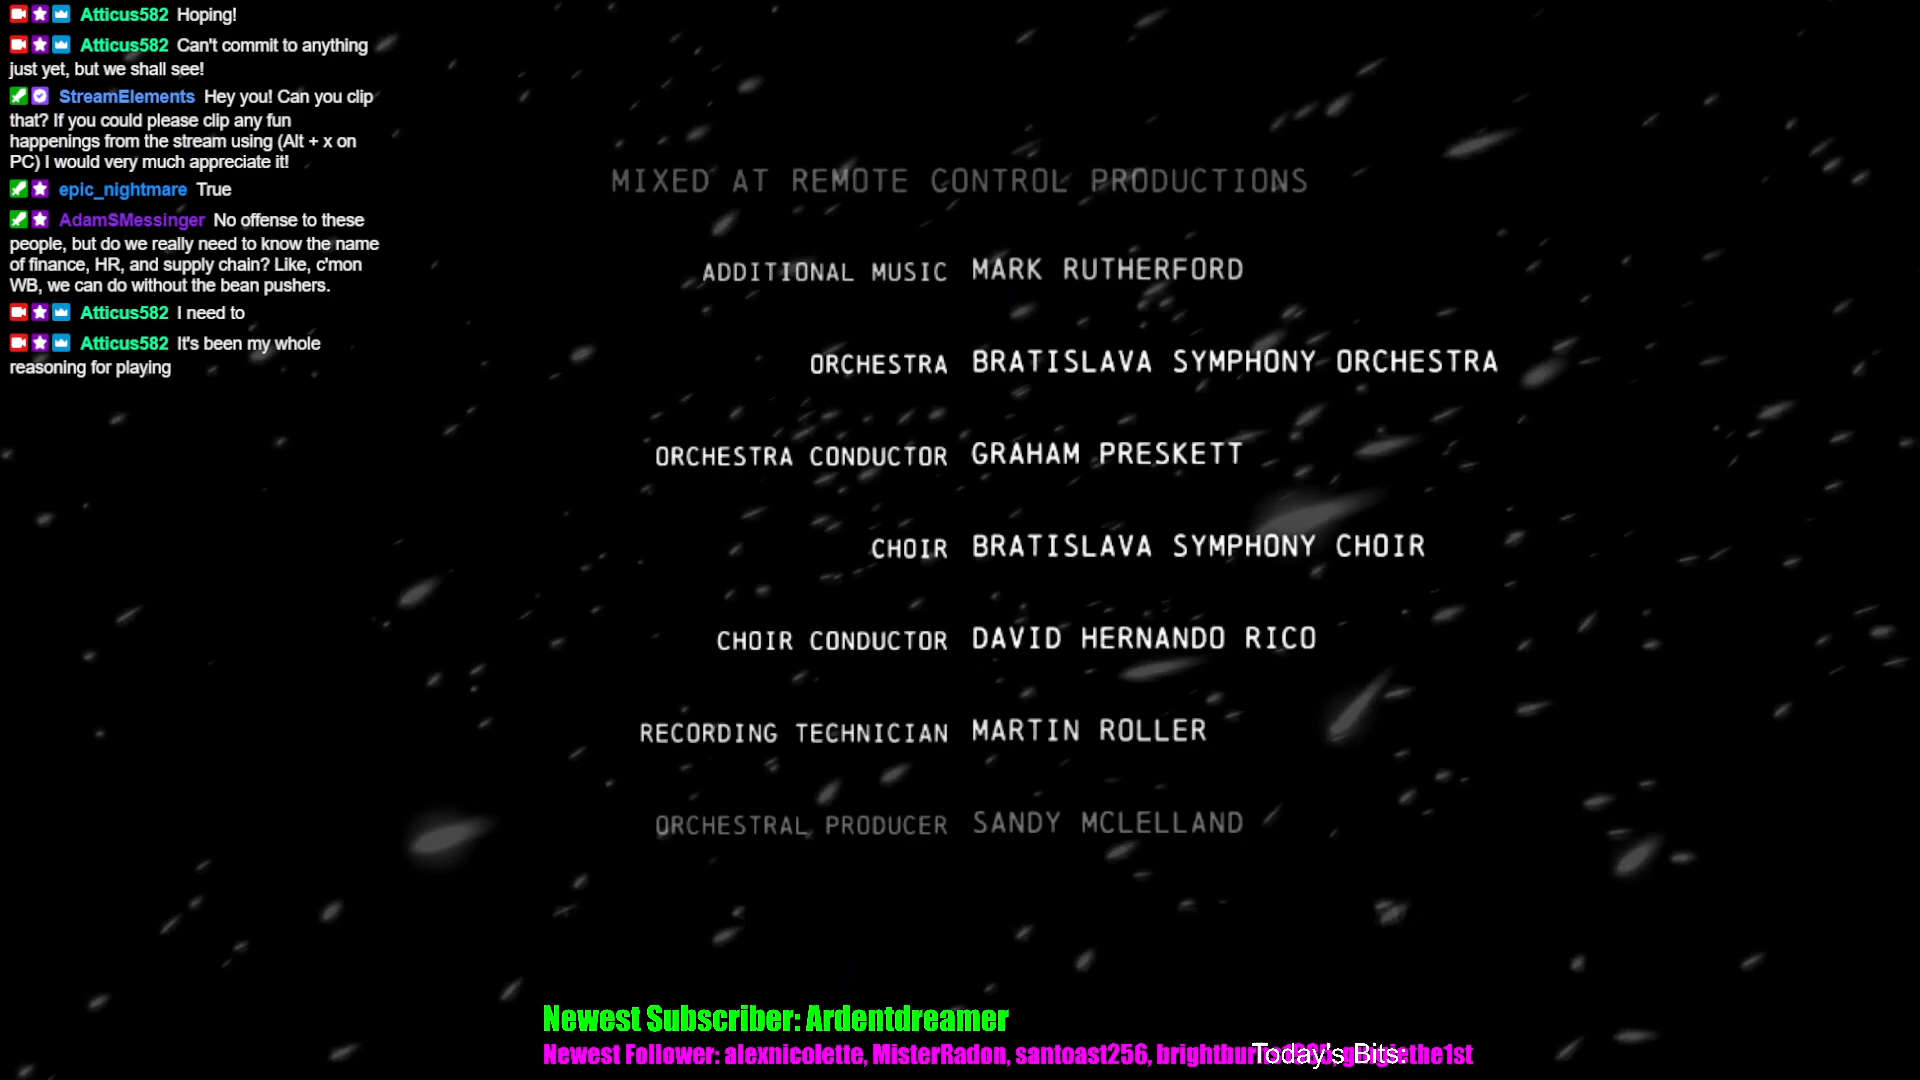 Atticus582 Hoping!
Atticus582 Can't commit to anything
just yet, but we shall see!
StreamElements Hey you! Can you clip
that? If you could please clip any fun
happenings from the stream using (Alt + x on
PC) I would very much appreciate it!
epic_nightmare True
AdamSMessinger No offense to these
people, but do we really need to know the name
of finance, HR, and supply chain? Like, c'mon
WB, we can do without the bean pushers.
Atticus582 I need to
Atticus582 It's been my whole
reasoning for playing
MIXED AT REMOTE CONTROL PRODUCTIONS
ADDITIONAL MUSIC MARK RUTHERFORD
ORCHESTRA BRATISLAVA SYMPHONY ORCHESTRA
ORCHESTRA CONDUCTOR GRAHAM PRESKETT
CHOIR BRATISLAVA SYMPHONY CHOIR
CHOIR CONDUCTOR DAVID HERNANDO RICO
RECORDING TECHNICIAN MARTIN ROLLER
ORCHESTRAL PRODUCER SANDY MCLELLAND
Newest Subscriber: Ardentdreamer
Newest Follower: alexnicolette, MisterRadon, santoast256,
Today's Bits: